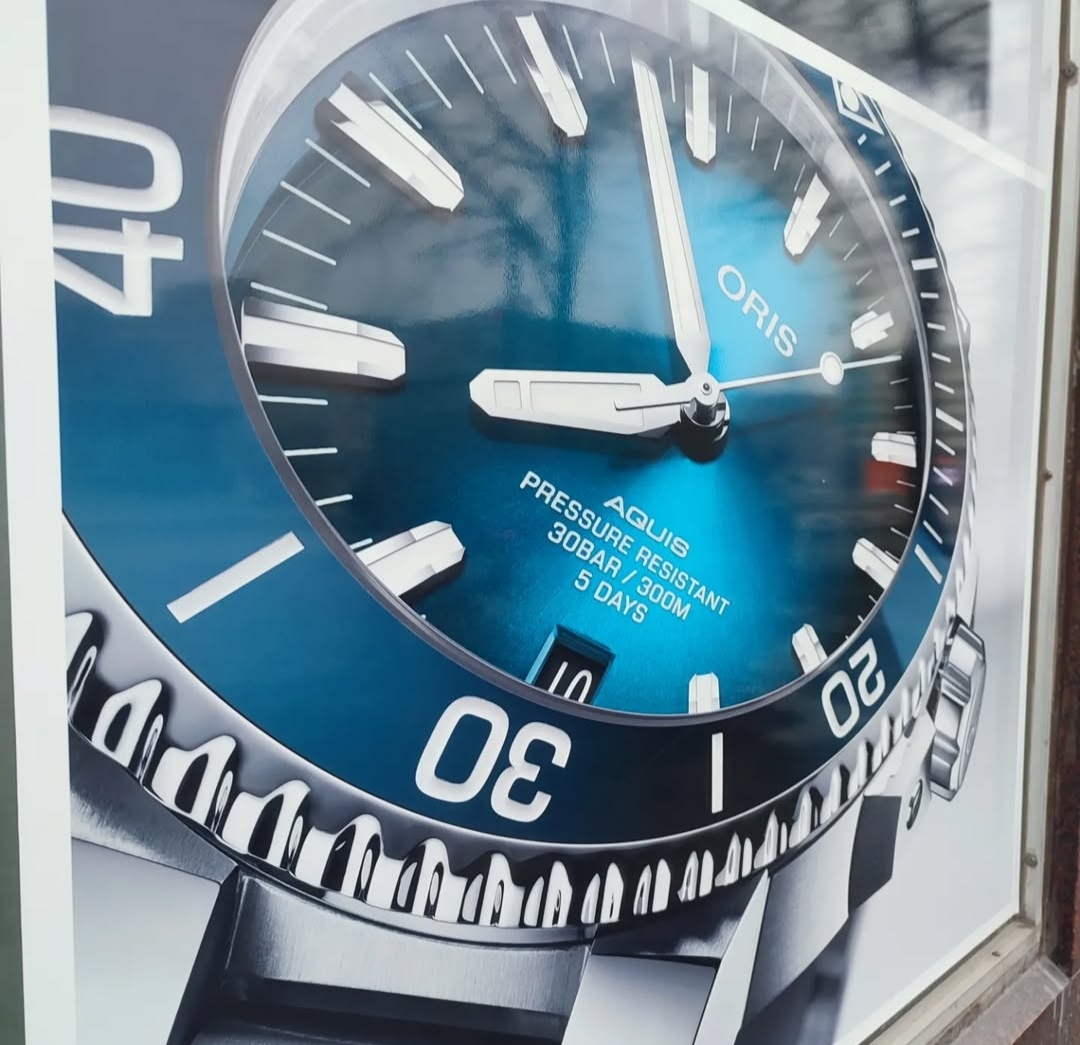 40
ORIS
AQUIS
PRESSURE RESISTANT
30BAR / 300M
5 DAYS
10
30
20